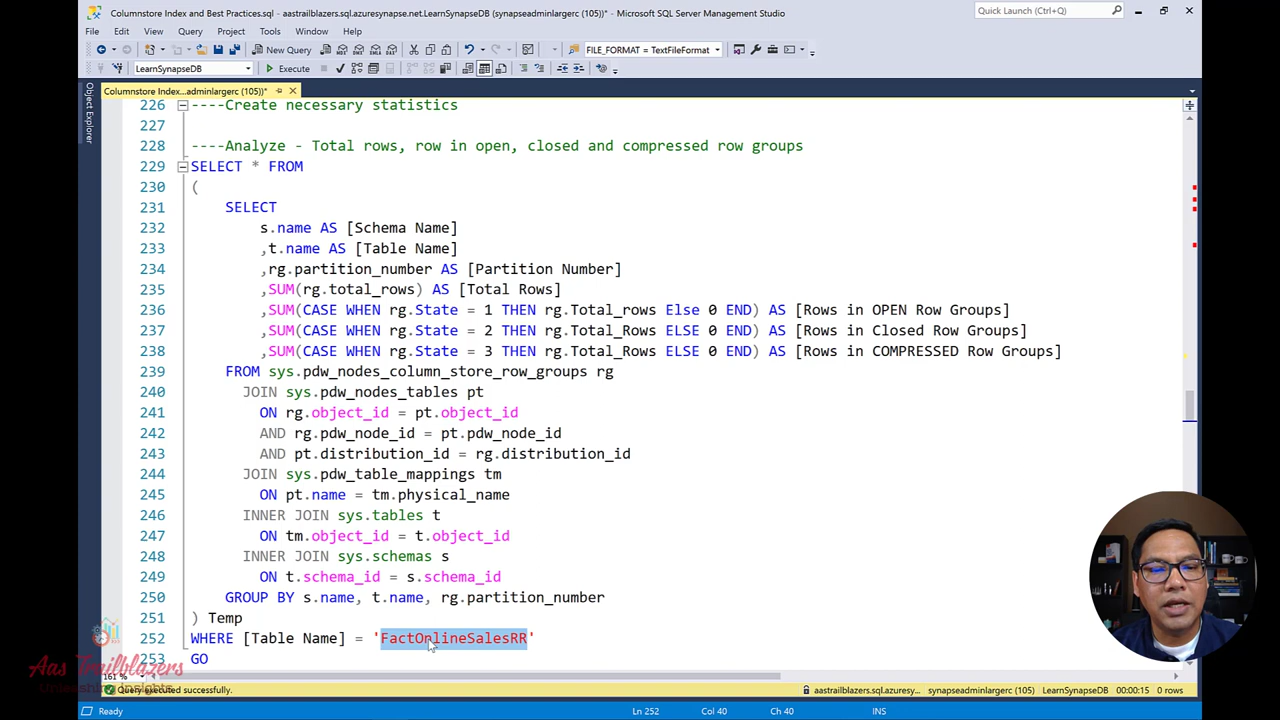 Columnstore Index and Best Practices.sql - aastrailblazers.sql.azuresynapse.net.LearnSynapseDB (synapseadminlargerc (105))* - Microsoft SQL Server Management Studio
Quick Launch (Ctrl+Q)
File Edit View Query Project Tools Window Help
New Query MDX DMX XMLA DAX FILE_FORMAT = TextFileFormat
LearnSynapseDB Execute
Columnstore Index...adminlargerc (105))*
Object Explorer
226 ----Create necessary statistics
227
228 ----Analyze - Total rows, row in open, closed and compressed row groups
229 SELECT * FROM
230 (
231 SELECT
232 s.name AS [Schema Name]
233 ,t.name AS [Table Name]
234 ,rg.partition_number AS [Partition Number]
235 ,SUM(rg.total_rows) AS [Total Rows]
236 ,SUM(CASE WHEN rg.State = 1 THEN rg.Total_rows Else 0 END) AS [Rows in OPEN Row Groups]
237 ,SUM(CASE WHEN rg.State = 2 THEN rg.Total_Rows ELSE 0 END) AS [Rows in Closed Row Groups]
238 ,SUM(CASE WHEN rg.State = 3 THEN rg.Total_Rows ELSE 0 END) AS [Rows in COMPRESSED Row Groups]
239 FROM sys.pdw_nodes_column_store_row_groups rg
240 JOIN sys.pdw_nodes_tables pt
241 ON rg.object_id = pt.object_id
242 AND rg.pdw_node_id = pt.pdw_node_id
243 AND pt.distribution_id = rg.distribution_id
244 JOIN sys.pdw_table_mappings tm
245 ON pt.name = tm.physical_name
246 INNER JOIN sys.tables t
247 ON tm.object_id = t.object_id
248 INNER JOIN sys.schemas s
249 ON t.schema_id = s.schema_id
250 GROUP BY s.name, t.name, rg.partition_number
251 ) Temp
252 WHERE [Table Name] = 'FactOnlineSalesRR'
253 GO
Aas Trailblazers
Unleashing Insights
161 %
Query executed successfully. aastrailblazers.sql.azuresy... synapseadminlargerc (105) LearnSynapseDB 00:00:15 0 rows
Ready Ln 252 Col 40 Ch 40 INS